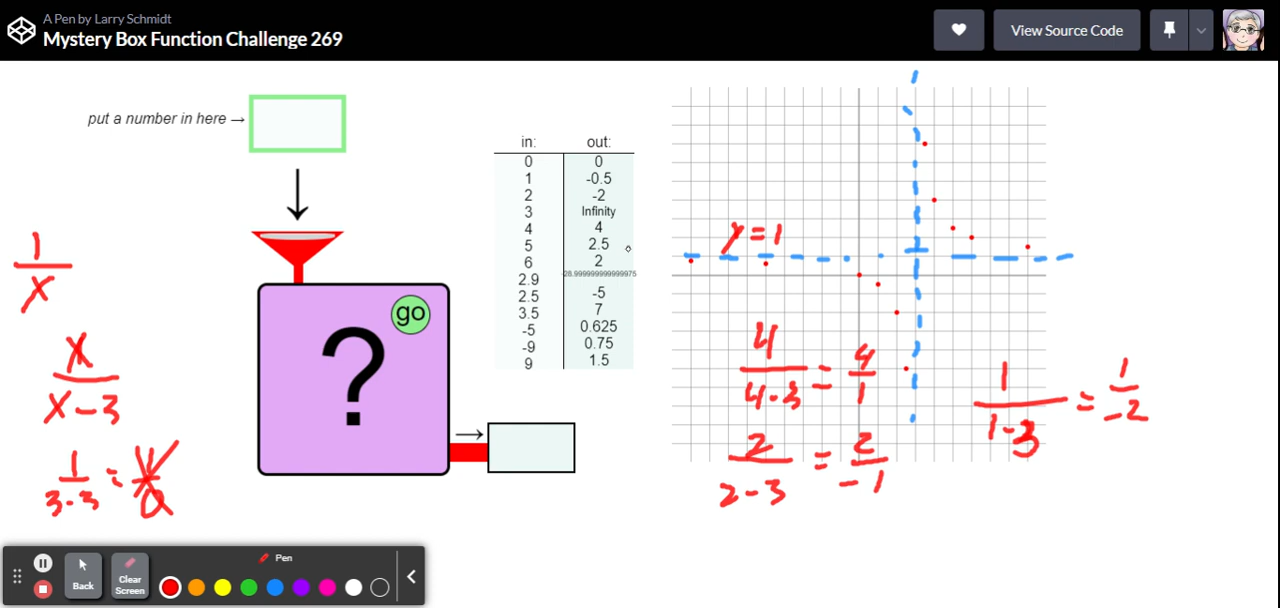 A Pen by Larry Schmidt
Mystery Box Function Challenge 269
View Source Code
put a number in here →
in: out:
0 0
1 -0.5
2 -2
3 Infinity
4 4
5 2.5
6 2
2.9 -28.999999999999975
2.5 -5
3.5 7
-5 0.625
-9 0.75
9 1.5
go
?
1/x
x/(x-3)
1/(3-3) =
y=1
4/(4-3) = 4/1
2/(2-3) = 2/-1
1/(1-3) = 1/-2
Pen
Back
Clear
Screen